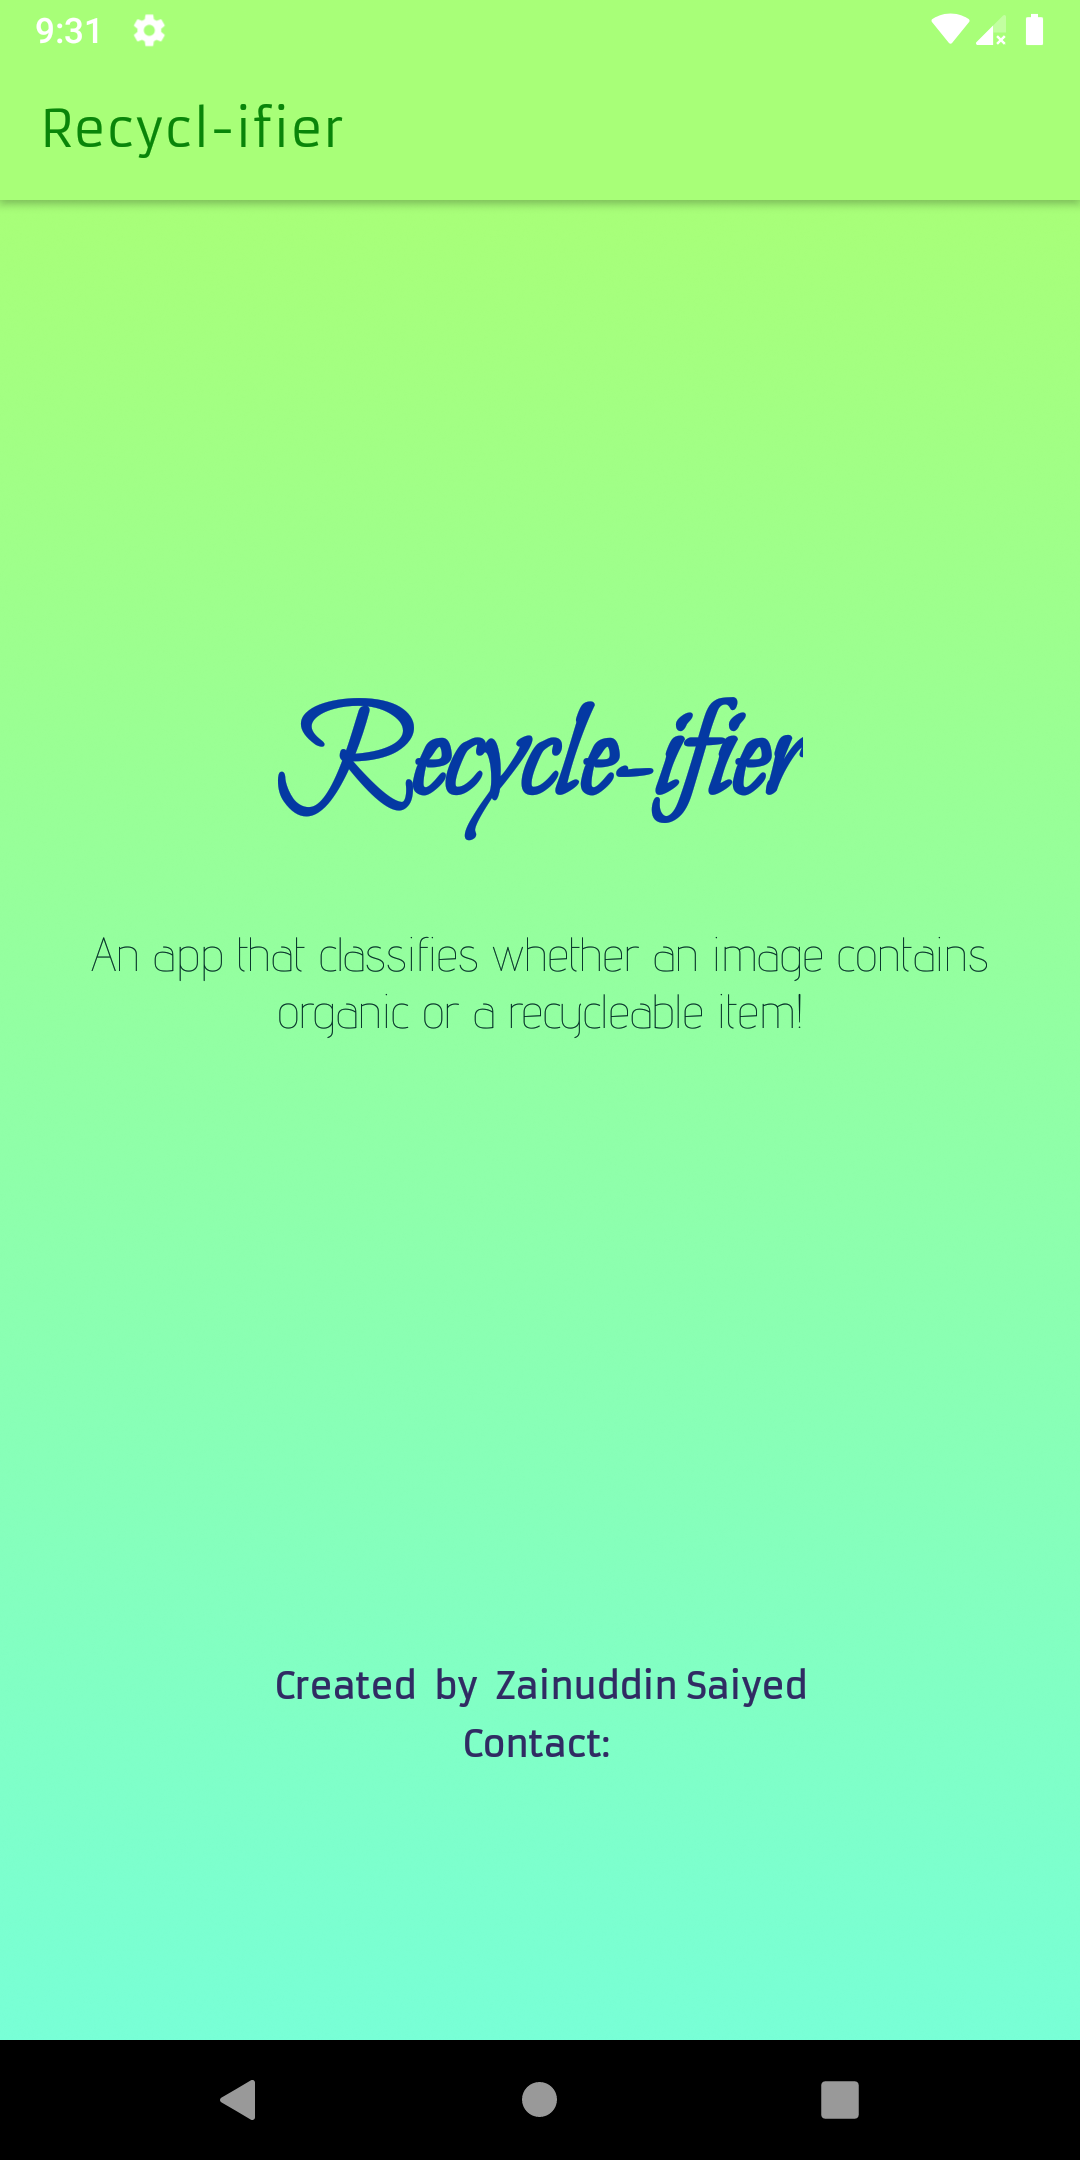 9:31
Recycl-ifier
Recycle-ifier
An app that classifies whether an image contains
organic or a recycleable item!
Created by Zainuddin Saiyed
Contact: